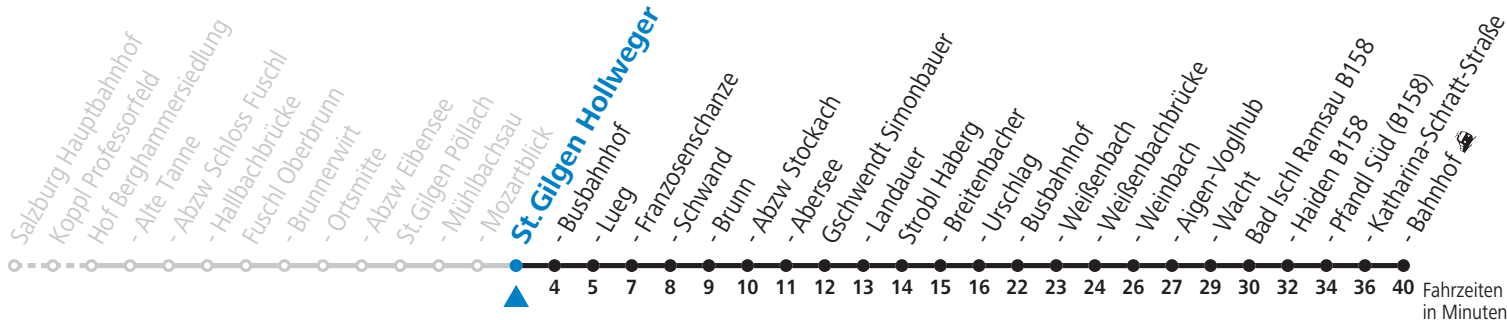 Salzburg Hauptbahnhof
Koppl Professorfeld
Hof Berghammersiedlung
- Alte Tanne
- Abzw Schloss Fuschl
- Hallbachbrücke
Fuschl Oberbrunn
- Brunnerwirt
- Ortsmitte
- Abzw Eibensee
St.Gilgen Pöllach
- Mühlbachsau
- Mozartblick
St.Gilgen Hollweger
- Busbahnhof
- Lueg
- Franzosenschanze
- Schwand
- Brunn
- Abzw Stockach
- Abersee
Gschwendt Simonbauer
- Landauer
Strobl Haberg
- Breitenbacher
- Urschlag
- Busbahnhof
- Weißenbach
- Weißenbachbrücke
- Weinbach
- Aigen-Voglhub
- Wacht
Bad Ischl Ramsau B158
- Haiden B158
- Pfandl Süd (B158)
- Katharina-Schratt-Straße
- Bahnhof
4 5 7 8 9 10 11 12 13 14 15 16 22 23 24 26 27 29 30 32 34 36 40 Fahrzeiten
in Minuten